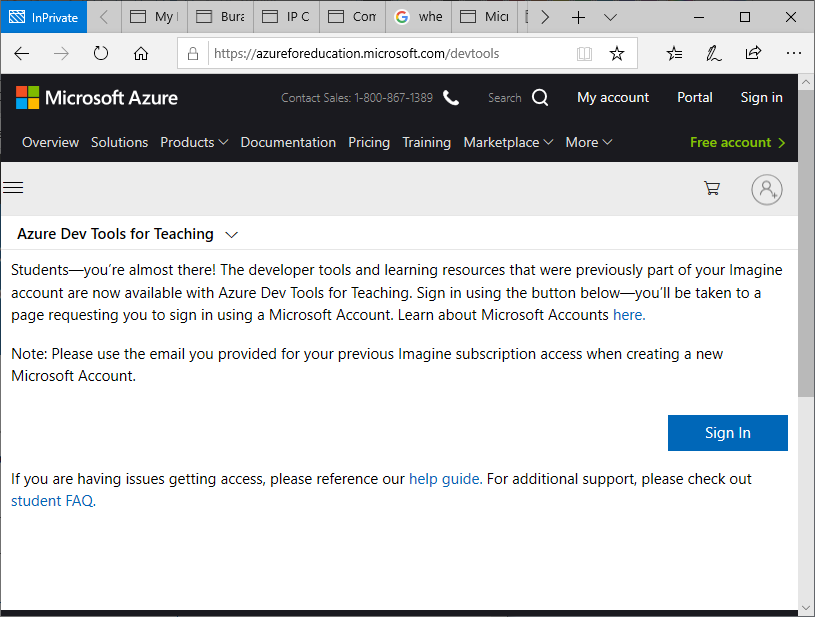 InPrivate
My
Bura
IP C
Con
whe
Micr
https://azureforeducation.microsoft.com/devtools
Microsoft Azure
Contact Sales: 1-800-867-1389
Search
My account
Portal
Sign in
Overview
Solutions
Products
Documentation
Pricing
Training
Marketplace
More
Free account
Azure Dev Tools for Teaching
Students—you're almost there! The developer tools and learning resources that were previously part of your Imagine
account are now available with Azure Dev Tools for Teaching. Sign in using the button below—you'll be taken to a
page requesting you to sign in using a Microsoft Account. Learn about Microsoft Accounts here.
Note: Please use the email you provided for your previous Imagine subscription access when creating a new
Microsoft Account.
Sign In
If you are having issues getting access, please reference our help guide. For additional support, please check out
student FAQ.